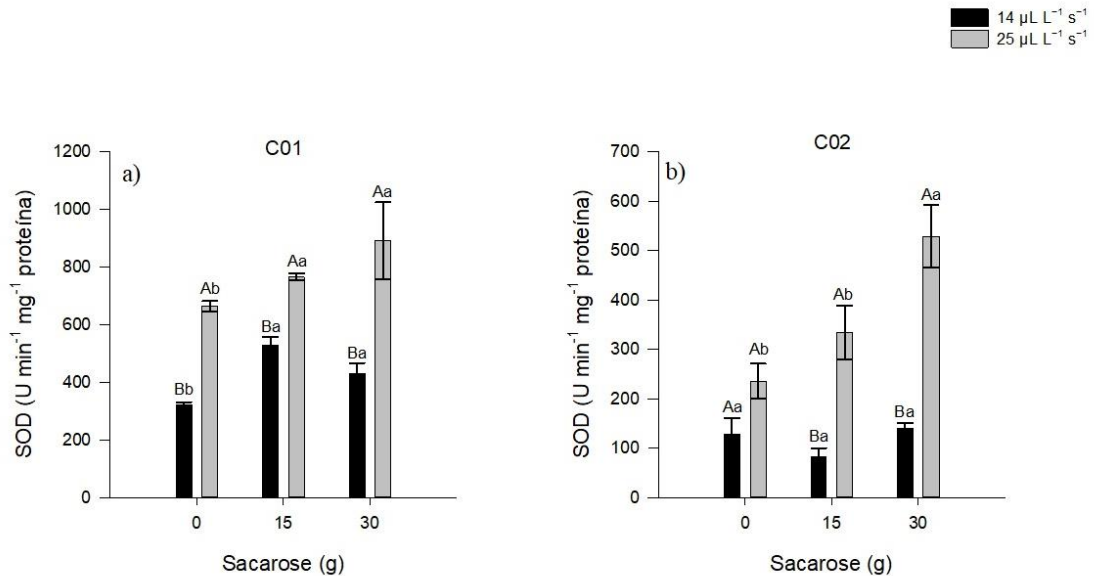 14 µL L⁻¹ s⁻¹
25 µL L⁻¹ s⁻¹
C01
a)
SOD (U min⁻¹ mg⁻¹ proteína)
1200
1000
800
600
400
200
0
Bb
Ab
Ba
Aa
Ba
Aa
0 15 30
Sacarose (g)
C02
b)
SOD (U min⁻¹ mg⁻¹ proteína)
700
600
500
400
300
200
100
0
Aa
Ab
Ba
Ab
Ba
Aa
0 15 30
Sacarose (g)